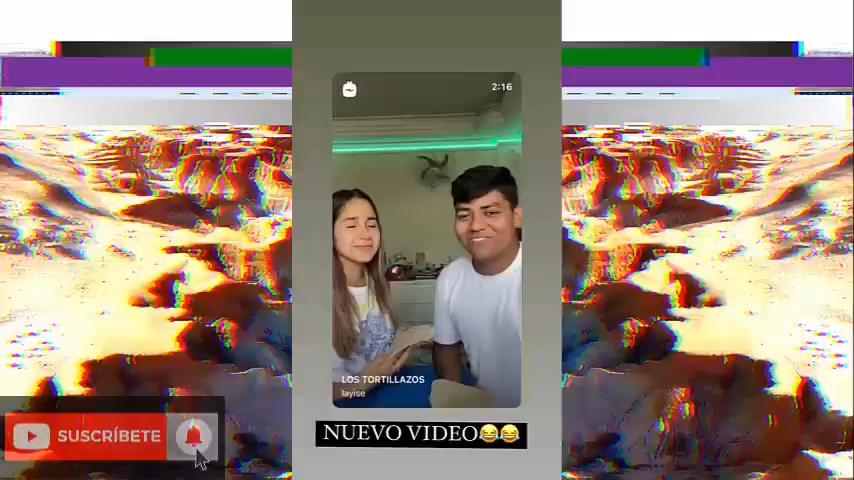 2:16
LOS TORTILLAZOS
layise
NUEVO VIDEO😂😂
SUSCRÍBETE